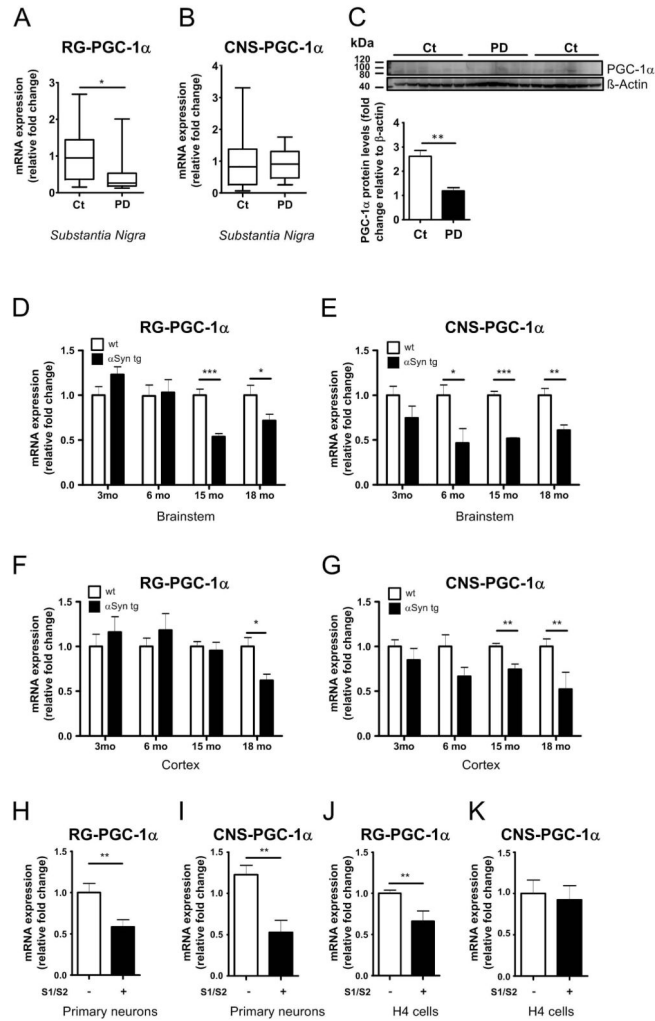 A
RG-PGC-1α
mRNA expression
(relative fold change)
3
2
1
0
*
Ct PD
Substantia Nigra
B
CNS-PGC-1α
mRNA expression
(relative fold change)
4
3
2
1
0
Ct PD
Substantia Nigra
C
kDa
Ct PD Ct
120
100
80
40
PGC-1α
ß-Actin
PGC-1α protein levels (fold
change relative to β-actin)
4
3
2
1
0
**
Ct PD
D
RG-PGC-1α
wt
αSyn tg
mRNA expression
(relative fold change)
1.5
1.0
0.5
0.0
*** *
3mo 6 mo 15 mo 18 mo
Brainstem
E
CNS-PGC-1α
wt
αSyn tg
mRNA expression
(relative fold change)
1.5
1.0
0.5
0.0
* *** **
3mo 6 mo 15 mo 18 mo
Brainstem
F
RG-PGC-1α
wt
αSyn tg
mRNA expression
(relative fold change)
1.5
1.0
0.5
0.0
*
3mo 6 mo 15 mo 18 mo
Cortex
G
CNS-PGC-1α
wt
αSyn tg
mRNA expression
(relative fold change)
1.5
1.0
0.5
0.0
** **
3mo 6 mo 15 mo 18 mo
Cortex
H
RG-PGC-1α
mRNA expression
(relative fold change)
1.5
1.0
0.5
0.0
**
S1/S2 - +
Primary neurons
I
CNS-PGC-1α
mRNA expression
(relative fold change)
1.5
1.0
0.5
0.0
**
S1/S2 - +
Primary neurons
J
RG-PGC-1α
mRNA expression
(relative fold change)
1.5
1.0
0.5
0.0
**
S1/S2 - +
H4 cells
K
CNS-PGC-1α
mRNA expression
(relative fold change)
1.5
1.0
0.5
0.0
S1/S2 - +
H4 cells